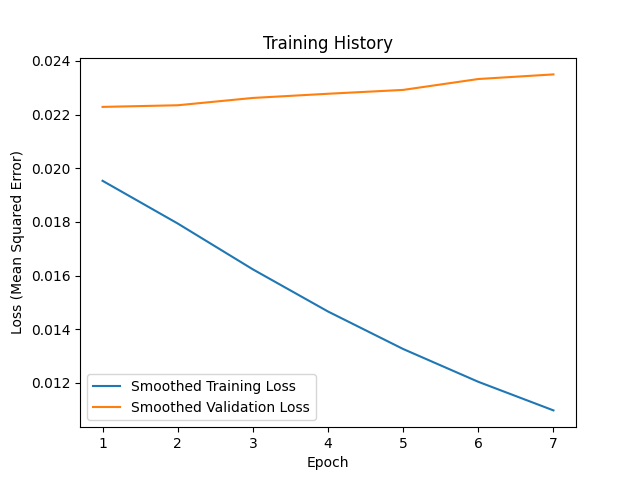 Training History
Loss (Mean Squared Error)
0.024
0.022
0.020
0.018
0.016
0.014
0.012
Smoothed Training Loss
Smoothed Validation Loss
1 2 3 4 5 6 7
Epoch